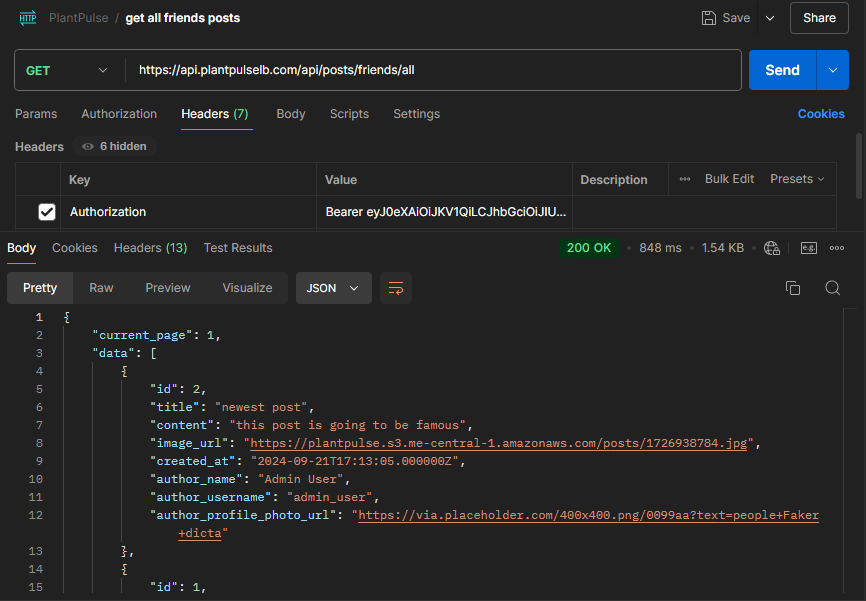 HTTP PlantPulse / get all friends posts Save Share
GET https://api.plantpulselb.com/api/posts/friends/all Send
Params Authorization Headers (7) Body Scripts Settings Cookies
Headers 6 hidden
Key Value Description ••• Bulk Edit Presets
Authorization Bearer eyJ0eXAiOiJKV1QiLCJhbGciOiJIU...
Body Cookies Headers (13) Test Results 200 OK • 848 ms • 1.54 KB • e.g. •••
Pretty Raw Preview Visualize JSON
1 {
2 "current_page": 1,
3 "data": [
4 {
5 "id": 2,
6 "title": "newest post",
7 "content": "this post is going to be famous",
8 "image_url": "https://plantpulse.s3.me-central-1.amazonaws.com/posts/1726938784.jpg",
9 "created_at": "2024-09-21T17:13:05.000000Z",
10 "author_name": "Admin User",
11 "author_username": "admin_user",
12 "author_profile_photo_url": "https://via.placeholder.com/400x400.png/0099aa?text=people+Faker
+dicta"
13 },
14 {
15 "id": 1,